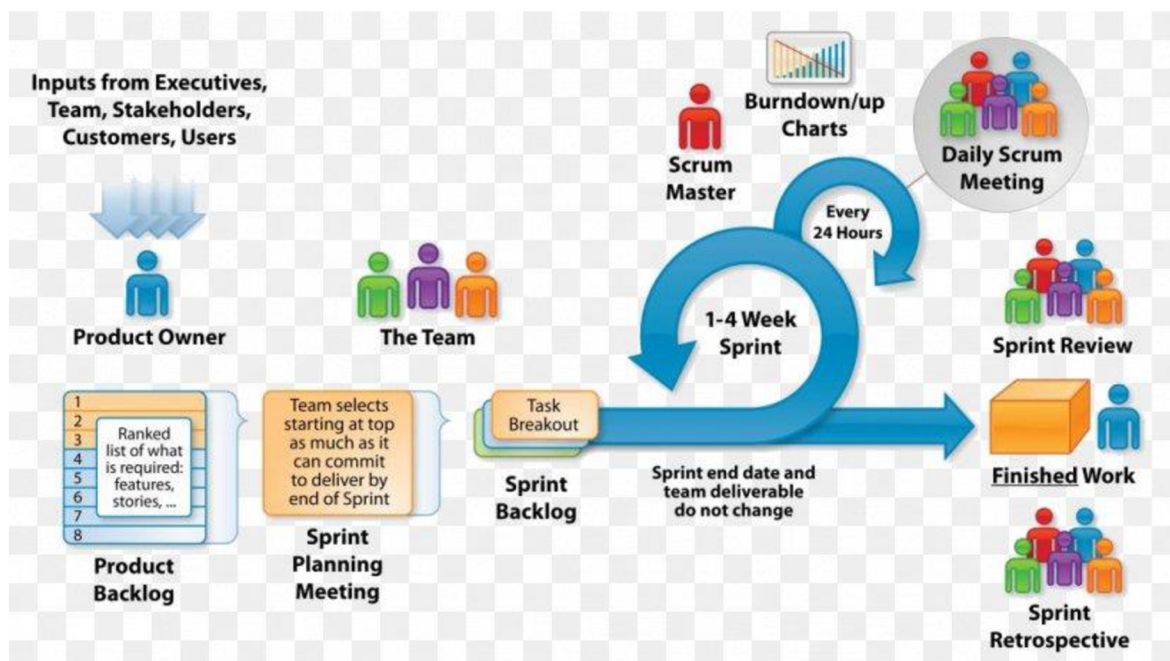 Inputs from Executives,
Team, Stakeholders,
Customers, Users
Product Owner
The Team
Scrum
Master
Burndown/up
Charts
Daily Scrum
Meeting
Every
24 Hours
1-4 Week
Sprint
Sprint Review
1
2
3
4
5
6
7
8
Ranked
list of what
is required:
features,
stories, ...
Product
Backlog
Team selects
starting at top
as much as it
can commit
to deliver by
end of Sprint
Sprint
Planning
Meeting
Task
Breakout
Sprint
Backlog
Sprint end date and
team deliverable
do not change
Finished Work
Sprint
Retrospective